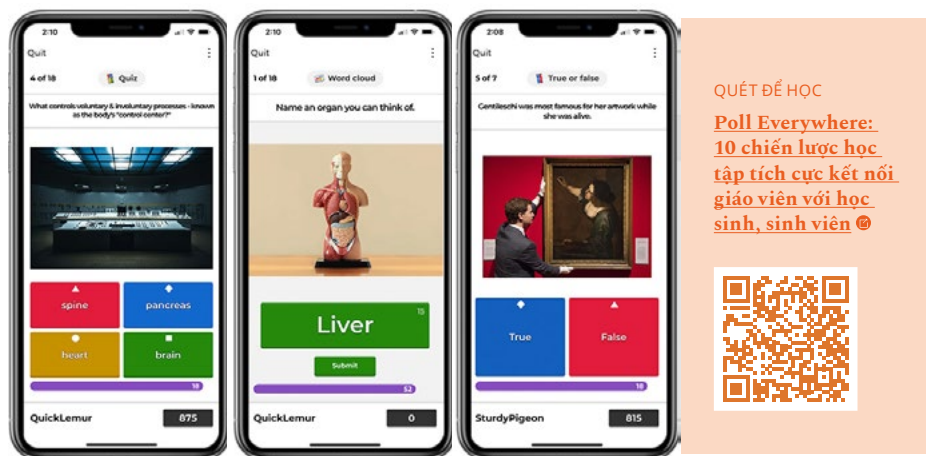 2:10
Quit
4 of 18
Quiz
What controls voluntary & involuntary processes - known
as the body's "control center?"
spine
pancreas
heart
brain
18
QuickLemur
875
2:10
Quit
1 of 18
Word cloud
Name an organ you can think of.
Liver
15
Submit
52
QuickLemur
0
2:08
Quit
5 of 7
True or false
Gentileschi was most famous for her artwork while
she was alive.
True
False
18
SturdyPigeon
815
QUÉT ĐỂ HỌC
Poll Everywhere:
10 chiến lược học
tập tích cực kết nối
giáo viên với học
sinh, sinh viên